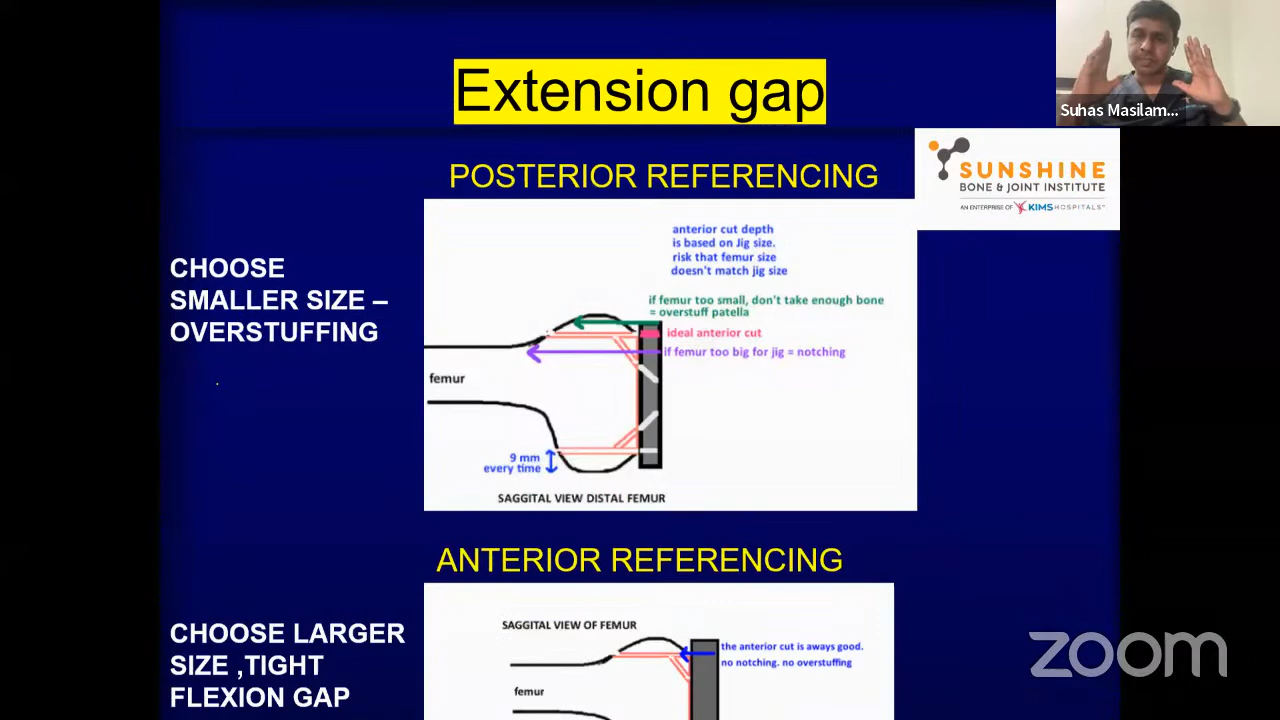 Extension gap
Suhas Masilam...
SUNSHINE
BONE & JOINT INSTITUTE
AN ENTERPRISE OF KIMS HOSPITALS
POSTERIOR REFERENCING
CHOOSE
SMALLER SIZE –
OVERSTUFFING
anterior cut depth
is based on Jig size.
risk that femur size
doesn't match jig size
if femur too small, don't take enough bone
= overstuff patella
ideal anterior cut
if femur too big for jig = notching
femur
9 mm
every time
SAGGITAL VIEW DISTAL FEMUR
ANTERIOR REFERENCING
CHOOSE LARGER
SIZE ,TIGHT
FLEXION GAP
SAGGITAL VIEW OF FEMUR
the anterior cut is aways good.
no notching. no overstuffing
femur
zoom